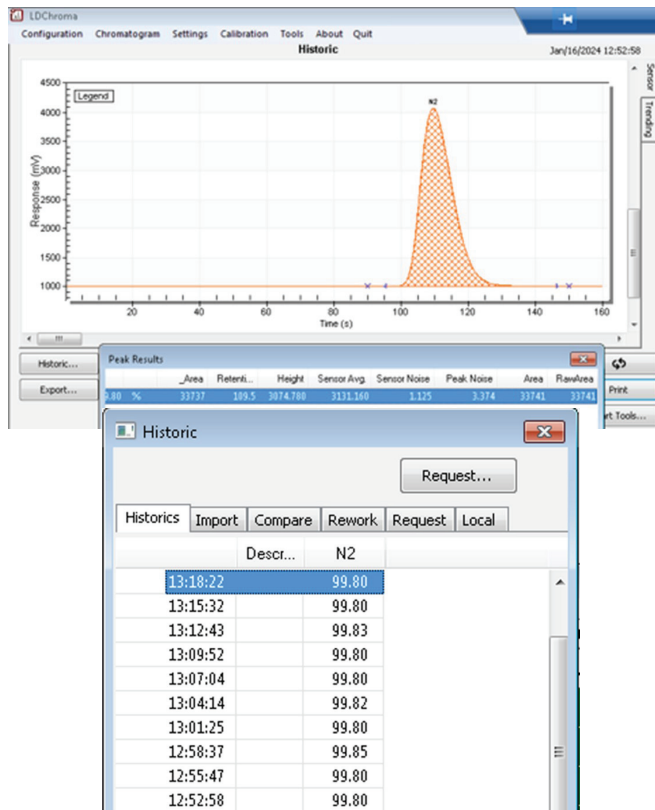 LDChroma
Configuration Chromatogram Settings Calibration Tools About Quit
Historic Jan/16/2024 12:52:58
Sensor
Trending
Legend
N2
Response (mV)
4500
4000
3500
3000
2500
2000
1500
1000
20 40 60 80 100 120 140 160
Time (s)
Historic...
Export...
Print
rt Tools...
Peak Results
_Area Retenti... Height Sensor Avg. Sensor Noise Peak Noise Area RawArea
9.80 % 33737 109.5 3074.780 3131.160 1.125 3.374 33741 33741
Historic
Request...
Historics Import Compare Rework Request Local
Descr... N2
13:18:22 99.80
13:15:32 99.80
13:12:43 99.83
13:09:52 99.80
13:07:04 99.80
13:04:14 99.82
13:01:25 99.80
12:58:37 99.85
12:55:47 99.80
12:52:58 99.80